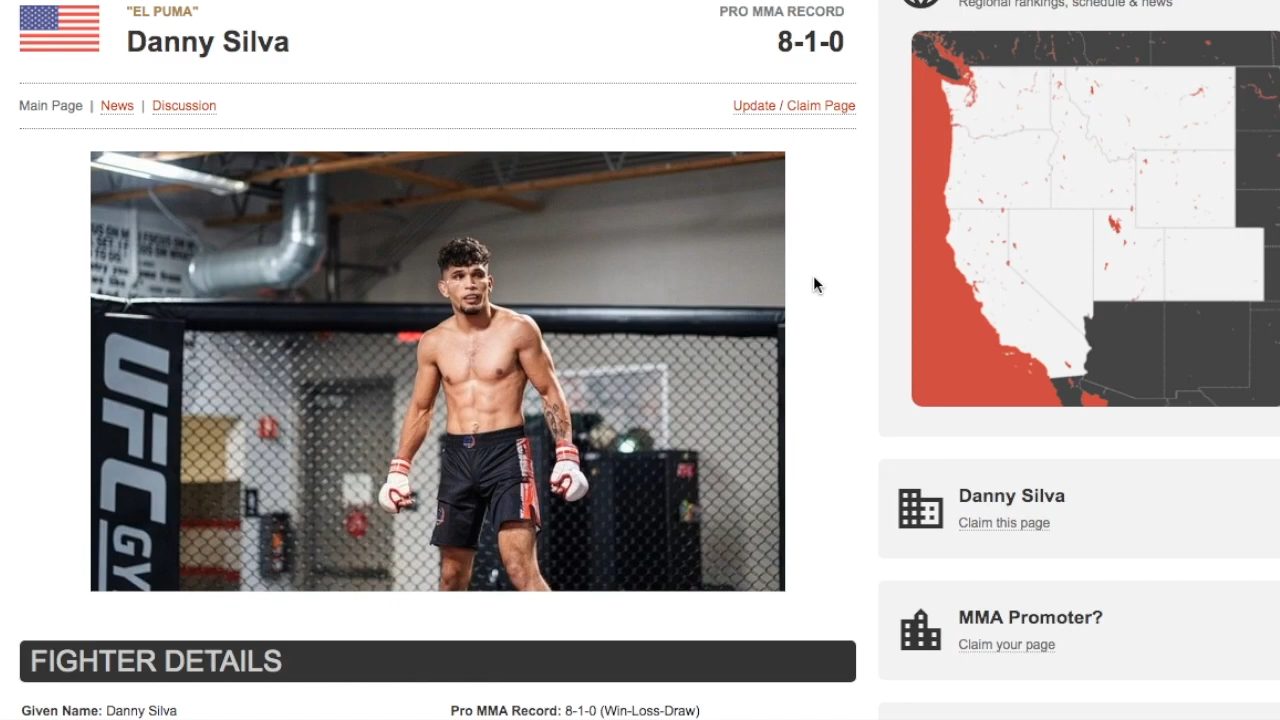 "EL PUMA"
Danny Silva
PRO MMA RECORD
8-1-0
Main Page | News | Discussion
Update / Claim Page
UFC GY
FIGHTER DETAILS
Given Name: Danny Silva
Pro MMA Record: 8-1-0 (Win-Loss-Draw)
Regional rankings, schedule & news
Danny Silva
Claim this page
MMA Promoter?
Claim your page